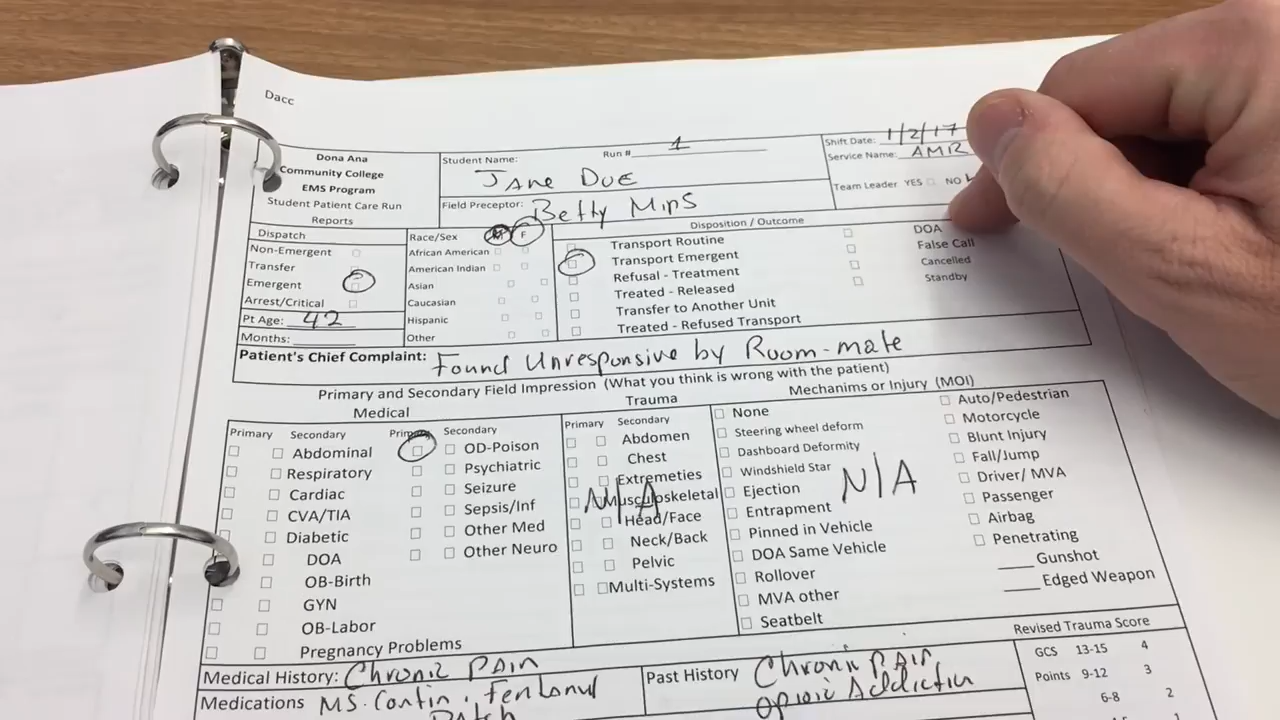 Dacc
Dona Ana
Community College
EMS Program
Student Patient Care Run
Reports
Student Name: Run # 1
Jane Due
Field Preceptor: Betty Mips
Shift Date: 1/2/17
Service Name: AMR
Team Leader YES NO
Dispatch
Non-Emergent
Transfer
Emergent
Arrest/Critical
Pt Age: 42
Months:
Race/Sex F
African American
American Indian
Asian
Caucasian
Hispanic
Other
Disposition / Outcome
Transport Routine
Transport Emergent
Refusal - Treatment
Treated - Released
Transfer to Another Unit
Treated - Refused Transport
DOA
False Call
Cancelled
Standby
Patient's Chief Complaint: Found Unresponsive by Room-mate
Primary and Secondary Field Impression (What you think is wrong with the patient)
Medical
Trauma
Mechanims or Injury (MOI)
Primary Secondary
Abdominal
Respiratory
Cardiac
CVA/TIA
Diabetic
DOA
OB-Birth
GYN
OB-Labor
Pregnancy Problems
Primary
OD-Poison
Psychiatric
Seizure
Sepsis/Inf
Other Med
Other Neuro
Primary Secondary
Abdomen
Chest
Extremeties
Musculoskeletal
Head/Face
Neck/Back
Pelvic
Multi-Systems
N/A
None
Steering wheel deform
Dashboard Deformity
Windshield Star
Ejection
Entrapment
Pinned in Vehicle
DOA Same Vehicle
Rollover
MVA other
Seatbelt
N/A
Auto/Pedestrian
Motorcycle
Blunt Injury
Fall/Jump
Driver/ MVA
Passenger
Airbag
Penetrating
Gunshot
Edged Weapon
Medical History: Chronic Pain
Medications MS. Contin, Fentanyl
Patch
Past History Chronic Pain
Opioid Addiction
Revised Trauma Score
GCS 13-15 4
Points 9-12 3
6-8 2